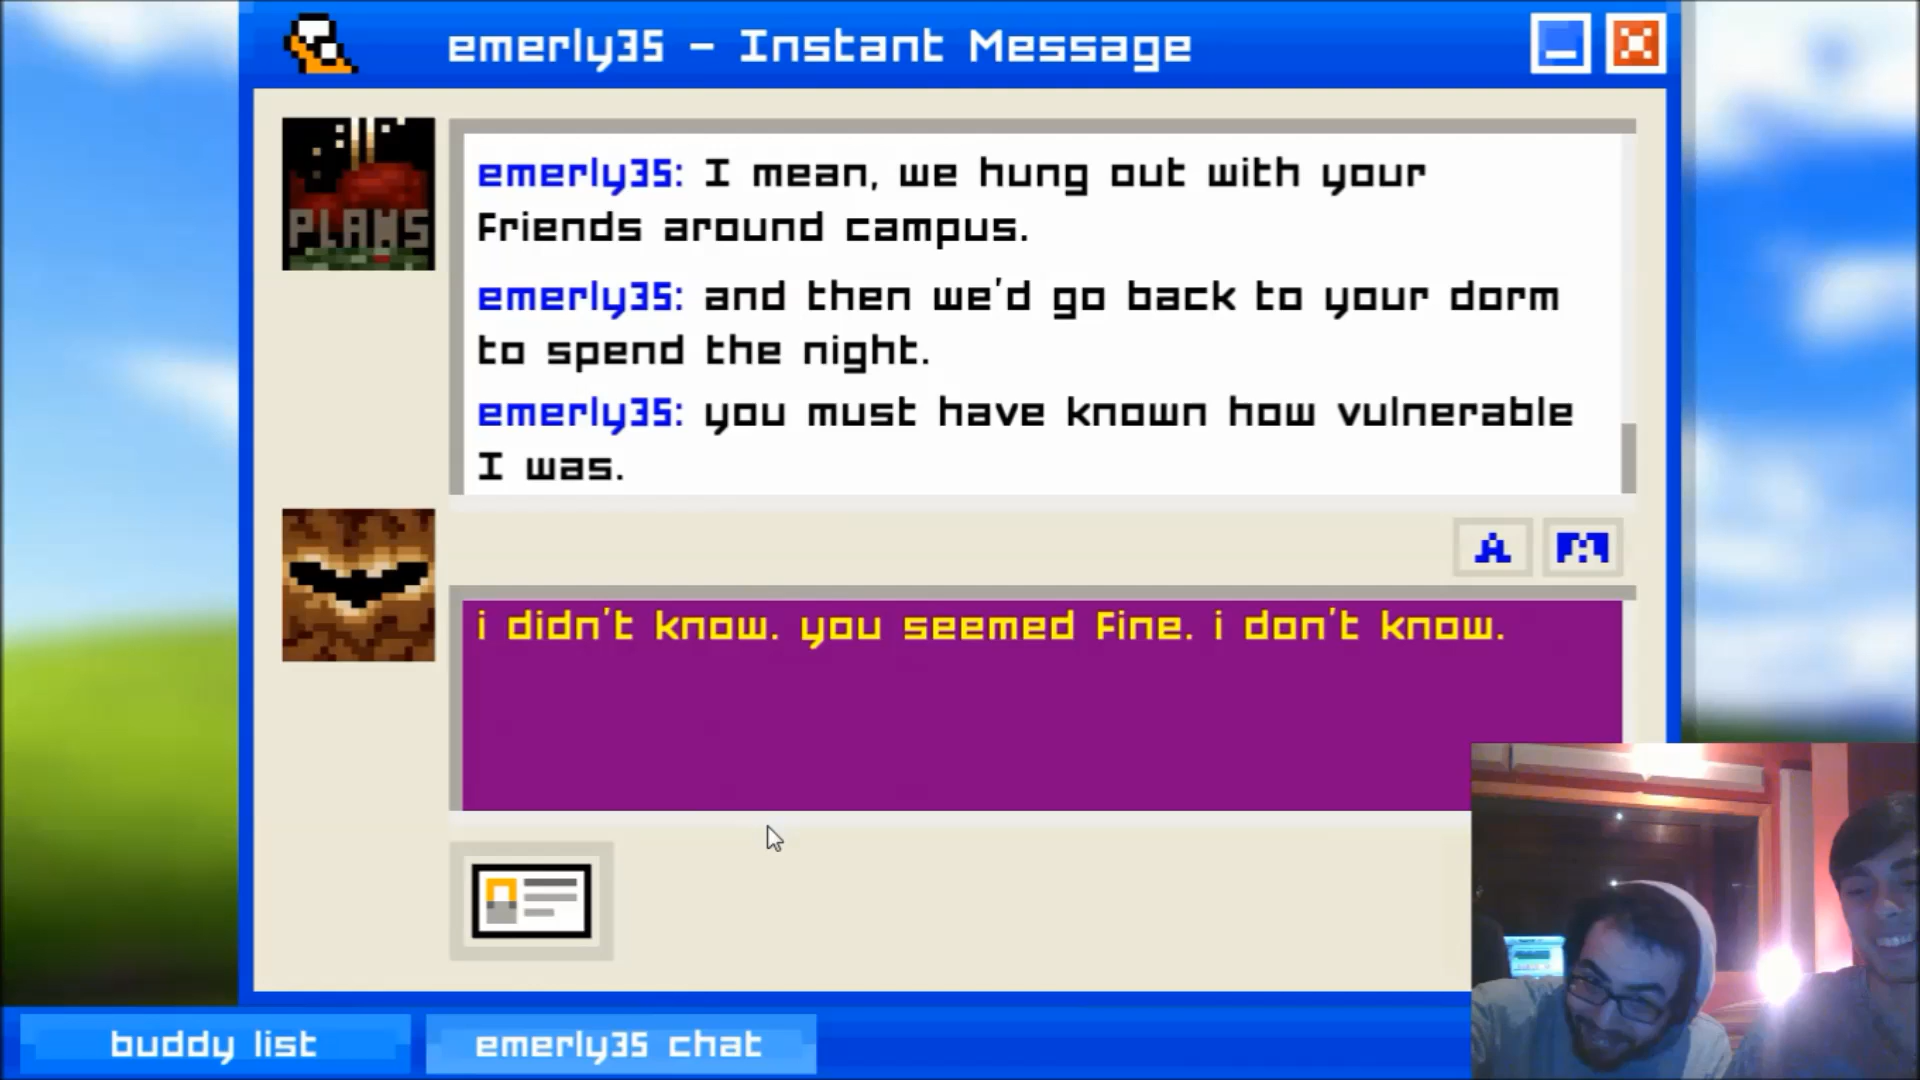 emerly35 - Instant Message
PLANS
emerly35: I mean, we hung out with your
friends around campus.
emerly35: and then we'd go back to your dorm
to spend the night.
emerly35: you must have known how vulnerable
I was.
A
i didn't know. you seemed fine. i don't know.
buddy list
emerly35 chat